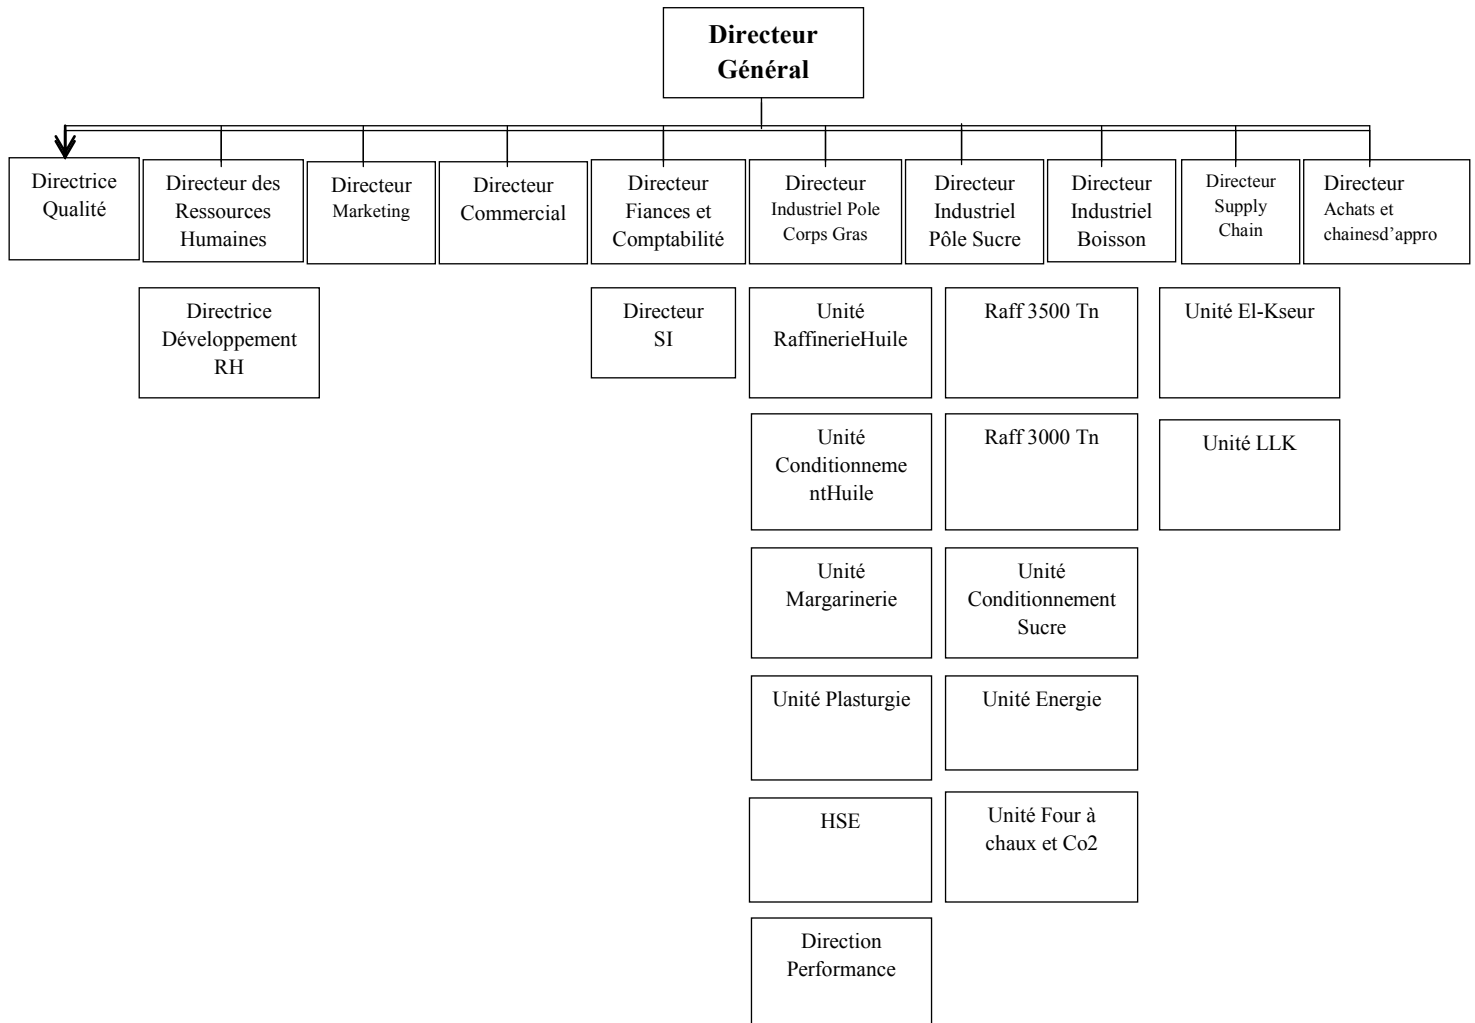 Directeur
Général
Directrice
Qualité
Directeur des
Ressources
Humaines
Directeur
Marketing
Directeur
Commercial
Directeur
Fiances et
Comptabilité
Directeur
Industriel Pole
Corps Gras
Directeur
Industriel
Pôle Sucre
Directeur
Industriel
Boisson
Directeur
Supply
Chain
Directeur
Achats et
chainesd’appro
Directrice
Développement
RH
Directeur
SI
Unité
RaffinerieHuile
Raff 3500 Tn
Unité El-Kseur
Unité
Conditionneme
ntHuile
Raff 3000 Tn
Unité LLK
Unité
Margarinerie
Unité
Conditionnement
Sucre
Unité Plasturgie
Unité Energie
HSE
Unité Four à
chaux et Co2
Direction
Performance